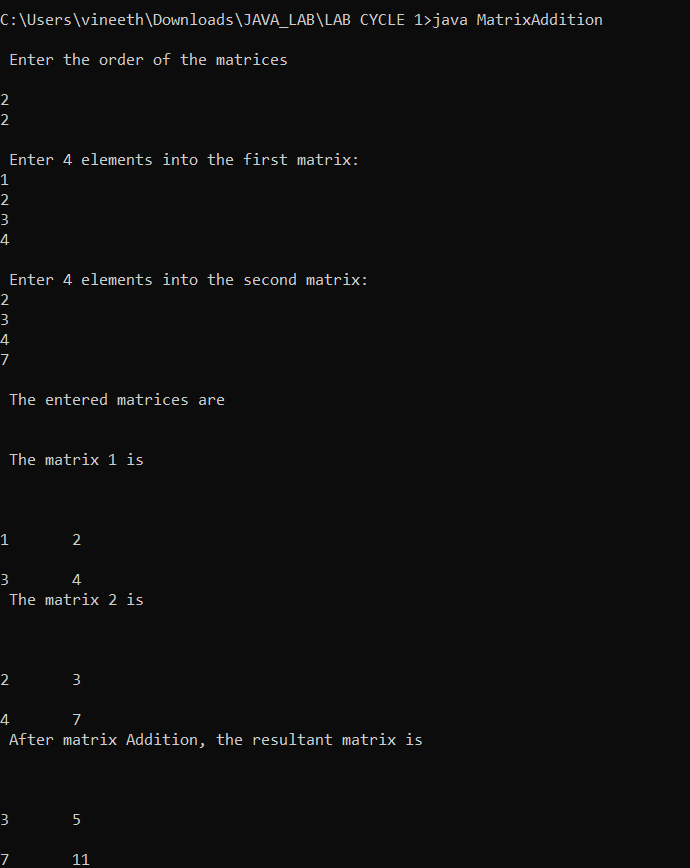 C:\Users\vineeth\Downloads\JAVA_LAB\LAB CYCLE 1>java MatrixAddition
Enter the order of the matrices
2
2
Enter 4 elements into the first matrix:
1
2
3
4
Enter 4 elements into the second matrix:
2
3
4
7
The entered matrices are
The matrix 1 is
1 2
3 4
The matrix 2 is
2 3
4 7
After matrix Addition, the resultant matrix is
3 5
7 11